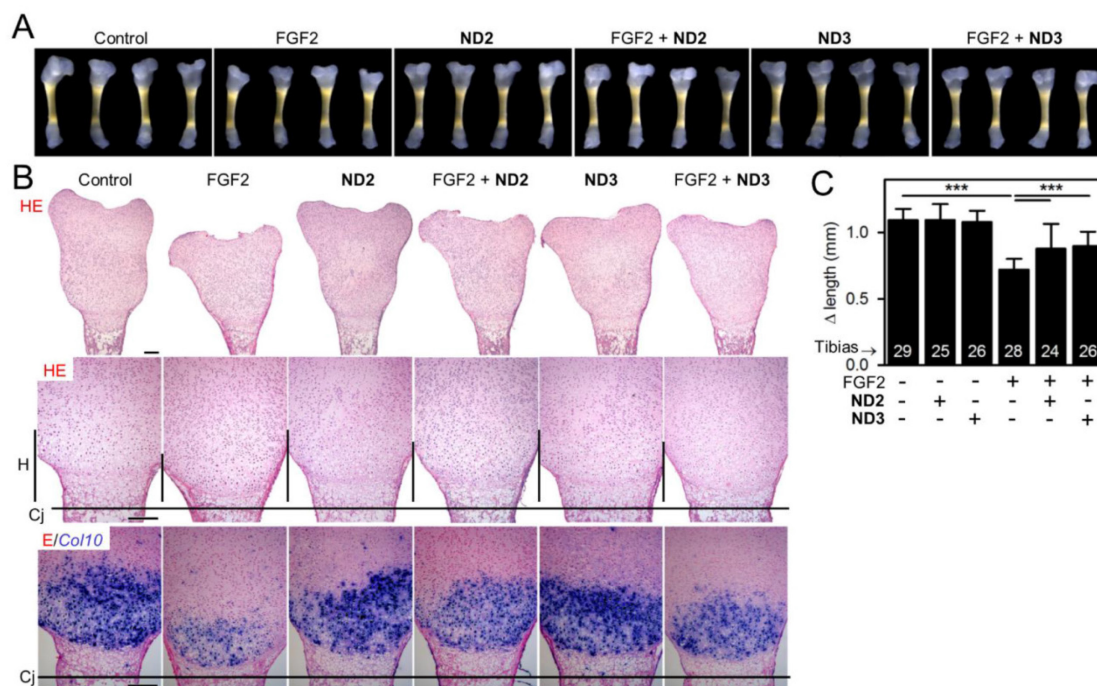 A
Control FGF2 ND2 FGF2 + ND2 ND3 FGF2 + ND3
B
Control FGF2 ND2 FGF2 + ND2 ND3 FGF2 + ND3
HE
HE
H
Cj
E/Col10
Cj
C
*** ***
Δ length (mm)
1.0
0.5
0.0
Tibias → 29 25 26 28 24 26
FGF2 - - - + + +
ND2 - + - - + -
ND3 - - + - - +